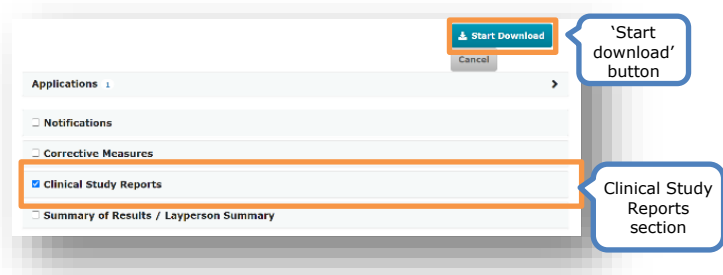 Start Download
Cancel
'Start
download'
button
Applications 1
Notifications
Corrective Measures
Clinical Study Reports
Clinical Study
Reports
section
Summary of Results / Layperson Summary